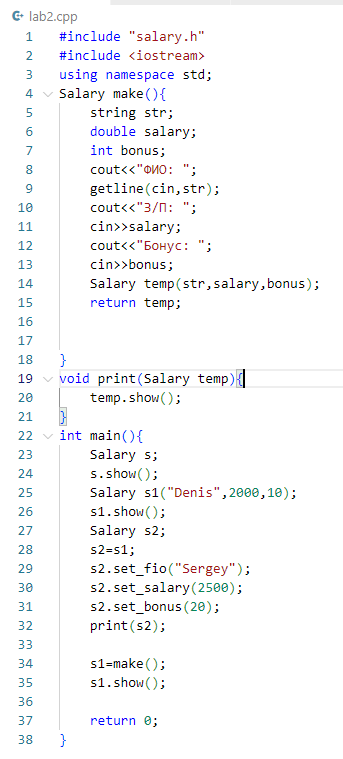 lab2.cpp
1 #include "salary.h"
2 #include <iostream>
3 using namespace std;
4 Salary make(){
5 string str;
6 double salary;
7 int bonus;
8 cout<<"ФИО: ";
9 getline(cin,str);
10 cout<<"З/П: ";
11 cin>>salary;
12 cout<<"Бонус: ";
13 cin>>bonus;
14 Salary temp(str,salary,bonus);
15 return temp;
16
17
18 }
19 void print(Salary temp){
20 temp.show();
21 }
22 int main(){
23 Salary s;
24 s.show();
25 Salary s1("Denis",2000,10);
26 s1.show();
27 Salary s2;
28 s2=s1;
29 s2.set_fio("Sergey");
30 s2.set_salary(2500);
31 s2.set_bonus(20);
32 print(s2);
33
34 s1=make();
35 s1.show();
36
37 return 0;
38 }